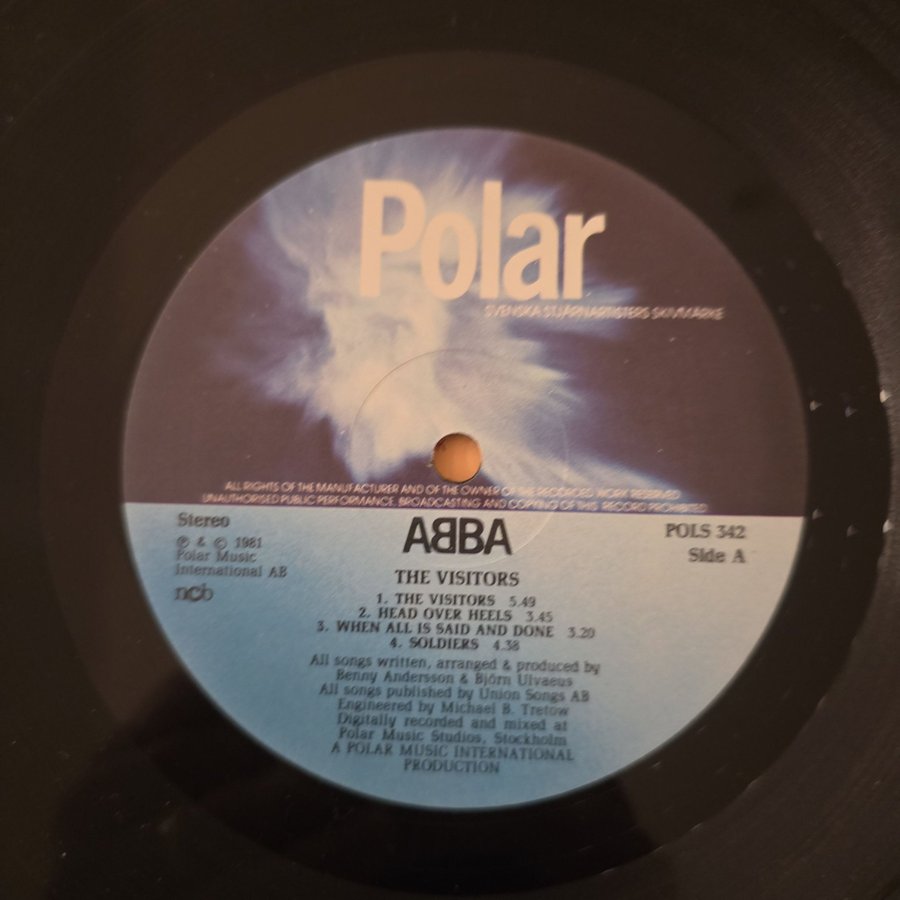 Polar
SVENSKA STJÄRNARTISTERS SKIVMÄRKE
ALL RIGHTS OF THE MANUFACTURER AND OF THE OWNER OF THE RECORDED WORK RESERVED
UNAUTHORISED PUBLIC PERFORMANCE, BROADCASTING AND COPYING OF THIS RECORD PROHIBITED
Stereo
℗ & © 1981
Polar Music
International AB
ncb
ABBA
POLS 342
Side A
THE VISITORS
1. THE VISITORS 5.49
2. HEAD OVER HEELS 3.45
3. WHEN ALL IS SAID AND DONE 3.20
4. SOLDIERS 4.38
All songs written, arranged & produced by
Benny Andersson & Björn Ulvaeus
All songs published by Union Songs AB
Engineered by Michael B. Tretow
Digitally recorded and mixed at
Polar Music Studios, Stockholm
A POLAR MUSIC INTERNATIONAL
PRODUCTION